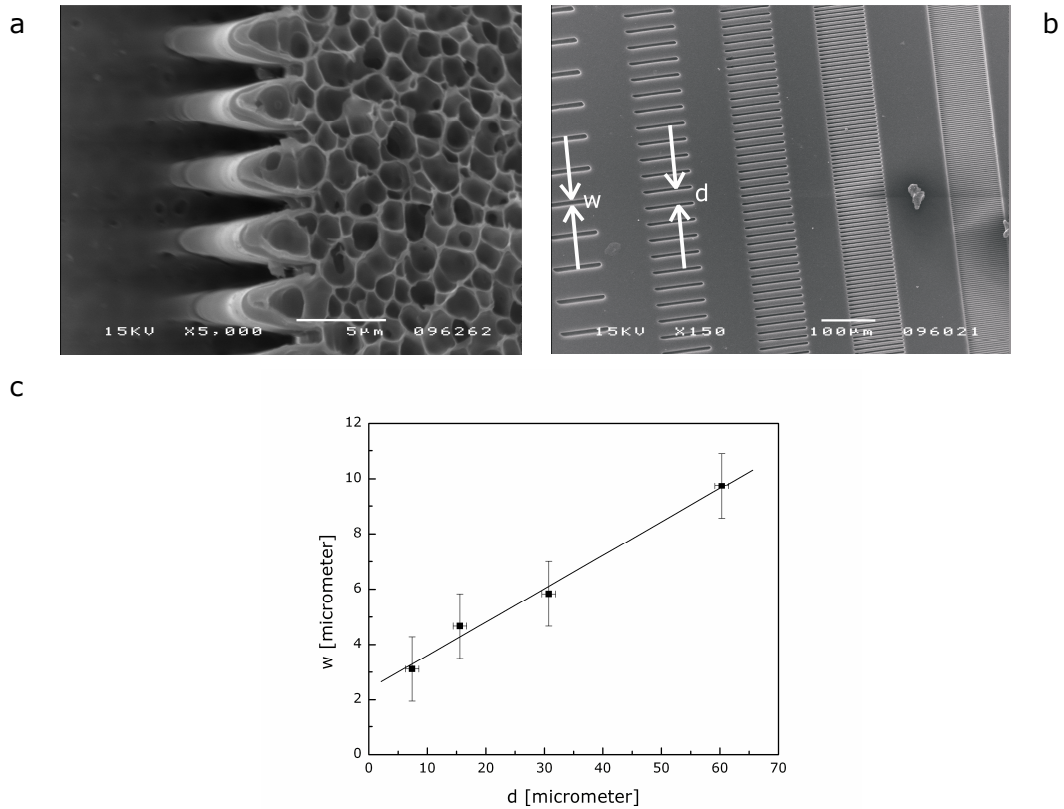 a
b
15KV X5,000 5µm 096262
w
d
15KV X150 100µm 096021
c
12
10
8
6
4
2
0
w [micrometer]
0 10 20 30 40 50 60 70
d [micrometer]